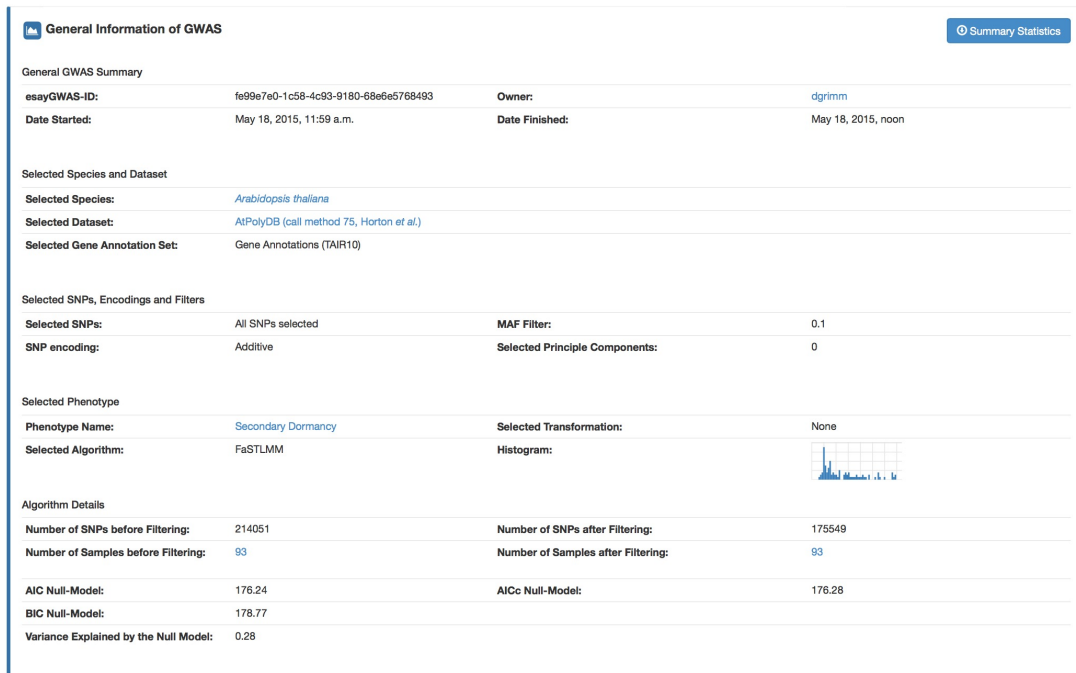 General Information of GWAS
Summary Statistics
General GWAS Summary
esayGWAS-ID: fe99e7e0-1c58-4c93-9180-68e6e5768493 Owner: dgrimm
Date Started: May 18, 2015, 11:59 a.m. Date Finished: May 18, 2015, noon
Selected Species and Dataset
Selected Species: Arabidopsis thaliana
Selected Dataset: AtPolyDB (call method 75, Horton et al.)
Selected Gene Annotation Set: Gene Annotations (TAIR10)
Selected SNPs, Encodings and Filters
Selected SNPs: All SNPs selected MAF Filter: 0.1
SNP encoding: Additive Selected Principle Components: 0
Selected Phenotype
Phenotype Name: Secondary Dormancy Selected Transformation: None
Selected Algorithm: FaSTLMM Histogram:
Algorithm Details
Number of SNPs before Filtering: 214051 Number of SNPs after Filtering: 175549
Number of Samples before Filtering: 93 Number of Samples after Filtering: 93
AIC Null-Model: 176.24 AICc Null-Model: 176.28
BIC Null-Model: 178.77
Variance Explained by the Null Model: 0.28